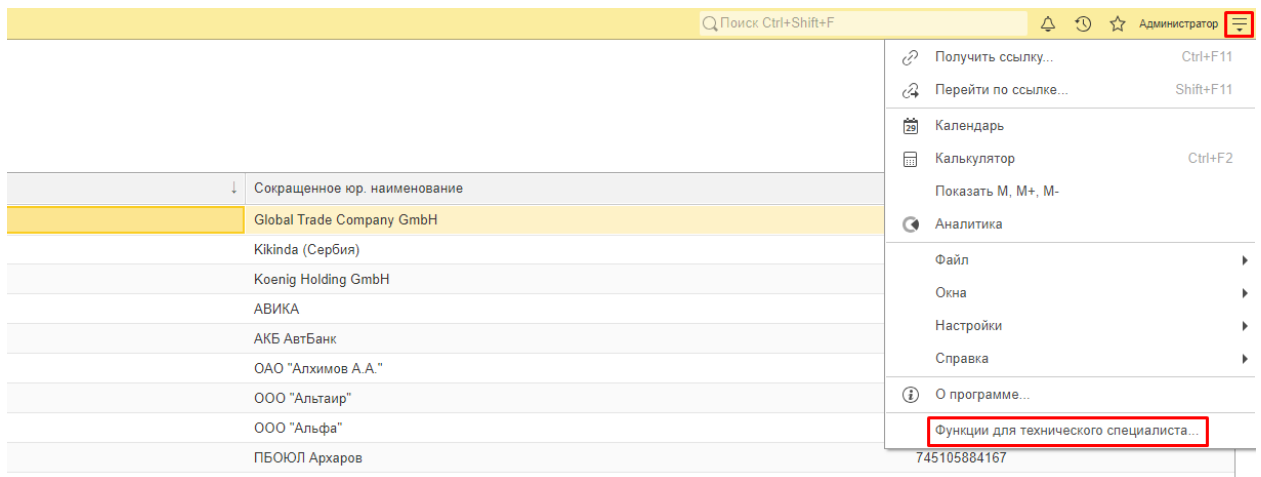 Поиск Ctrl+Shift+F
Администратор
Получить ссылку... Ctrl+F11
Перейти по ссылке... Shift+F11
29 Календарь
Калькулятор Ctrl+F2
Показать M, M+, M-
Аналитика
Файл
Окна
Настройки
Справка
О программе...
Функции для технического специалиста...
↓ Сокращенное юр. наименование
Global Trade Company GmbH
Kikinda (Сербия)
Koenig Holding GmbH
АВИКА
АКБ АвтБанк
ОАО "Алхимов А.А."
ООО "Альтаир"
ООО "Альфа"
ПБОЮЛ Архаров 745105884167